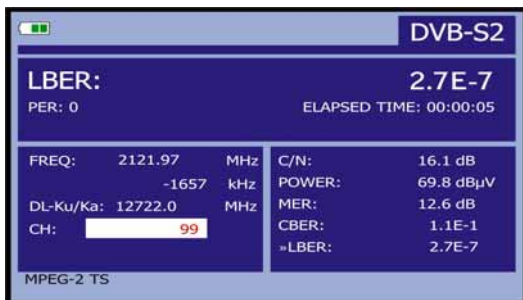 DVB-S2
LBER: 2.7E-7
PER: 0 ELAPSED TIME: 00:00:05
FREQ: 2121.97 MHz
-1657 kHz
DL-Ku/Ka: 12722.0 MHz
CH: 99
C/N: 16.1 dB
POWER: 69.8 dBµV
MER: 12.6 dB
CBER: 1.1E-1
»LBER: 2.7E-7
MPEG-2 TS